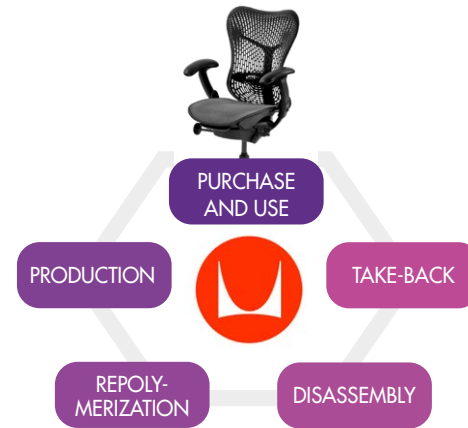 PURCHASE
AND USE
PRODUCTION
TAKE-BACK
REPOLY-
MERIZATION
DISASSEMBLY